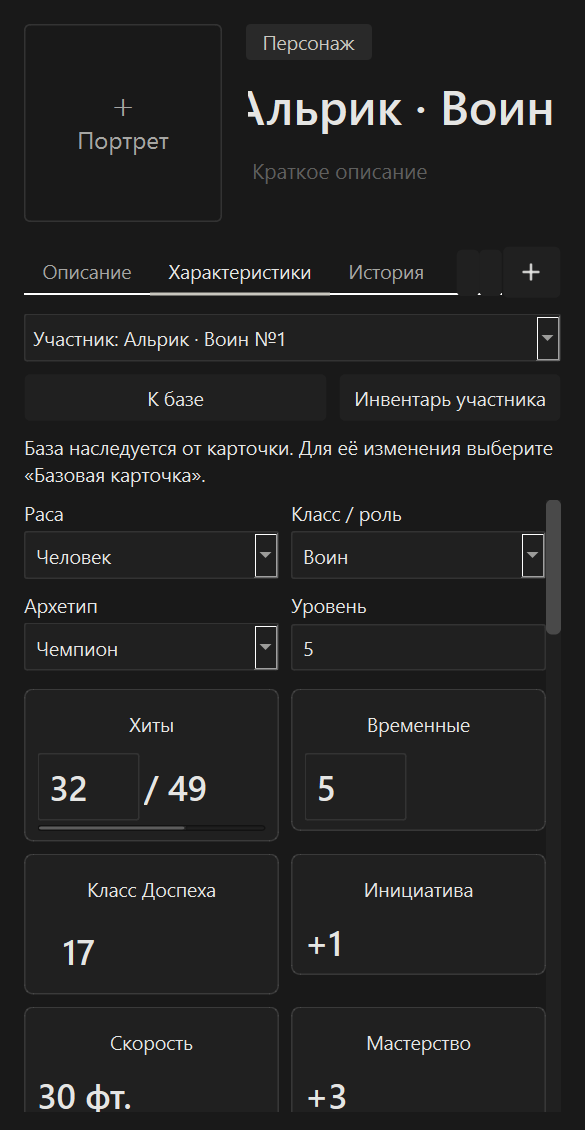 Персонаж
+
Портрет
Альрик · Воин
Краткое описание
Описание Характеристики История +
Участник: Альрик · Воин №1
К базе Инвентарь участника
База наследуется от карточки. Для её изменения выберите
«Базовая карточка».
Раса Класс / роль
Человек Воин
Архетип Уровень
Чемпион 5
Хиты Временные
32 / 49 5
Класс Доспеха Инициатива
17 +1
Скорость Мастерство
30 фт. +3